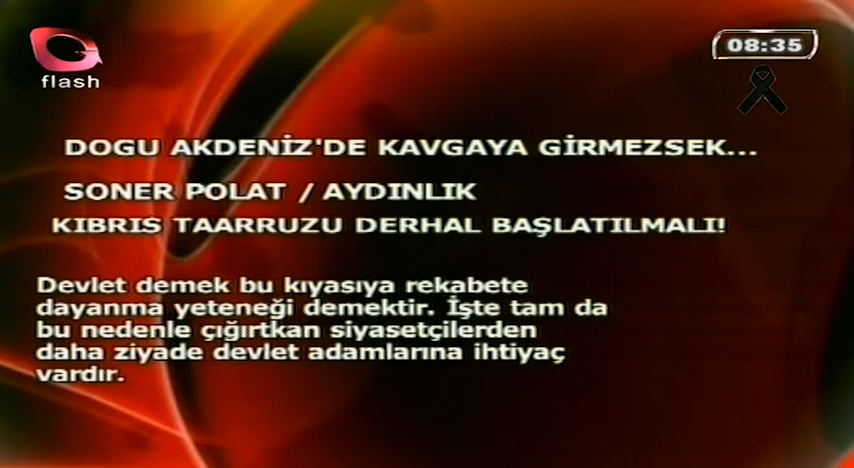 flash
08:35
DOGU AKDENİZ'DE KAVGAYA GİRMEZSEK...
SONER POLAT / AYDINLIK
KIBRIS TAARRUZU DERHAL BAŞLATILMALI!
Devlet demek bu kıyasıya rekabete
dayanma yeteneği demektir. İşte tam da
bu nedenle çığırtkan siyasetçilerden
daha ziyade devlet adamlarına ihtiyaç
vardır.